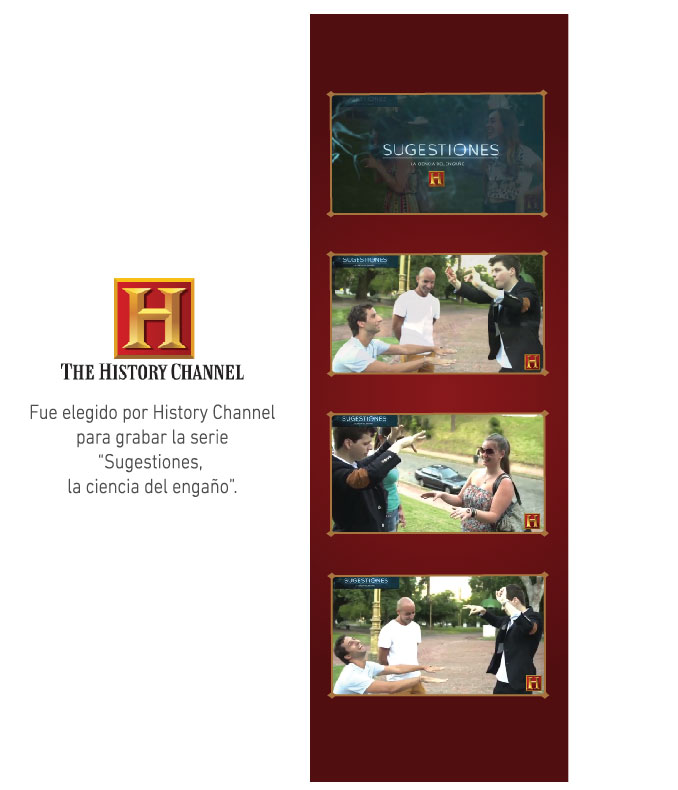 H
THE HISTORY CHANNEL
Fue elegido por History Channel
para grabar la serie
“Sugestiones,
la ciencia del engaño”.
SUGESTIONES
LA CIENCIA DEL ENGAÑO
H
SUGESTIONES
H
SUGESTIONES
H
SUGESTIONES
H